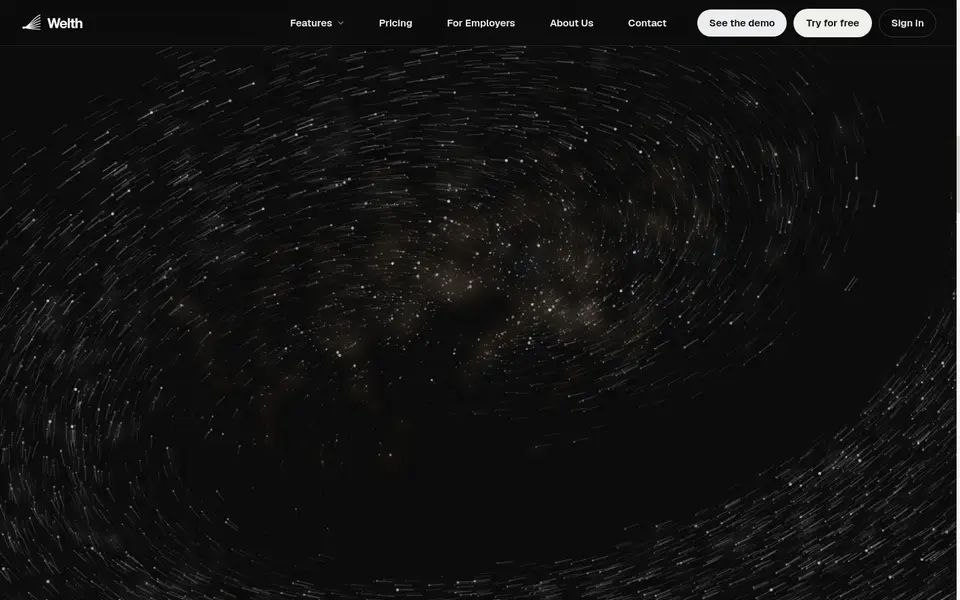 Welth
Features
Pricing
For Employers
About Us
Contact
See the demo
Try for free
Sign in